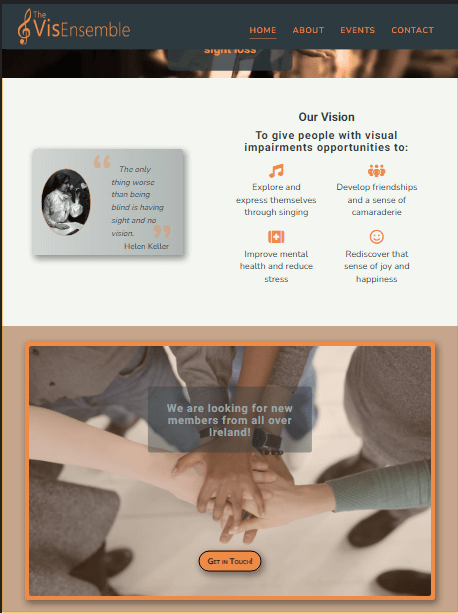 The
VisEnsemble
HOME ABOUT EVENTS CONTACT
sight loss
Our Vision
To give people with visual
impairments opportunities to:
“
The only
thing worse
than being
blind is having
sight and no
vision.
”
Helen Keller
Explore and
express themselves
through singing
Develop friendships
and a sense of
camaraderie
Improve mental
health and reduce
stress
Rediscover that
sense of joy and
happiness
We are looking for new
members from all over
Ireland!
Get in Touch!